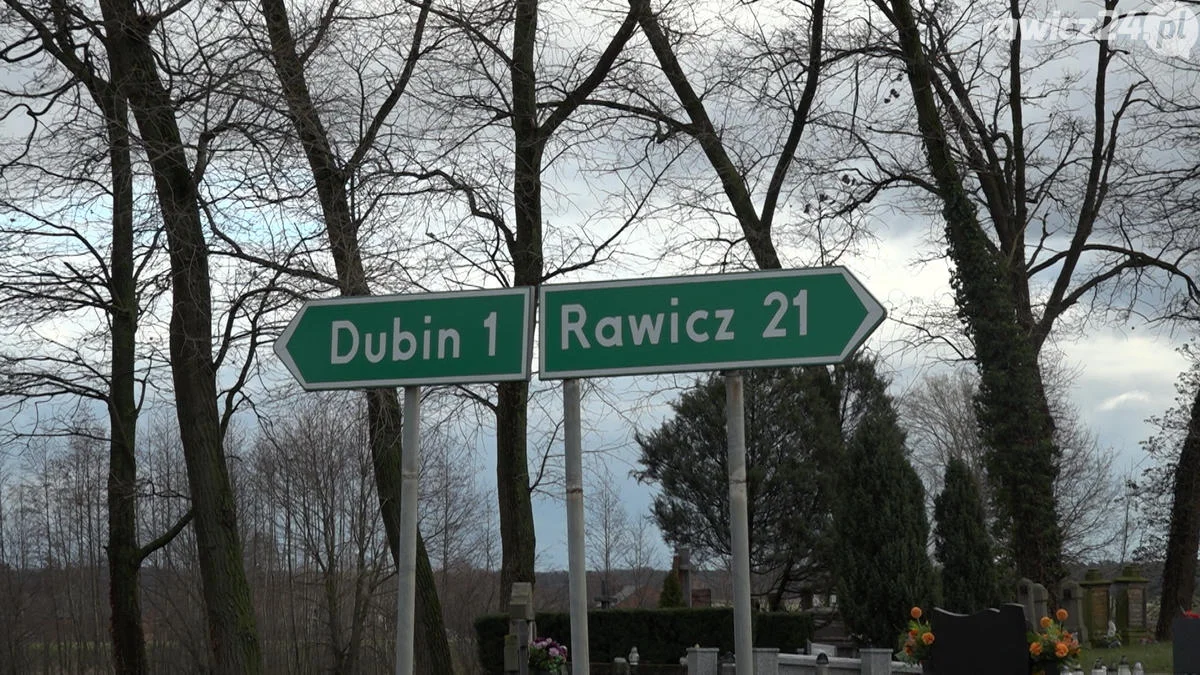 rawicz24.pl
Dubin 1
Rawicz 21